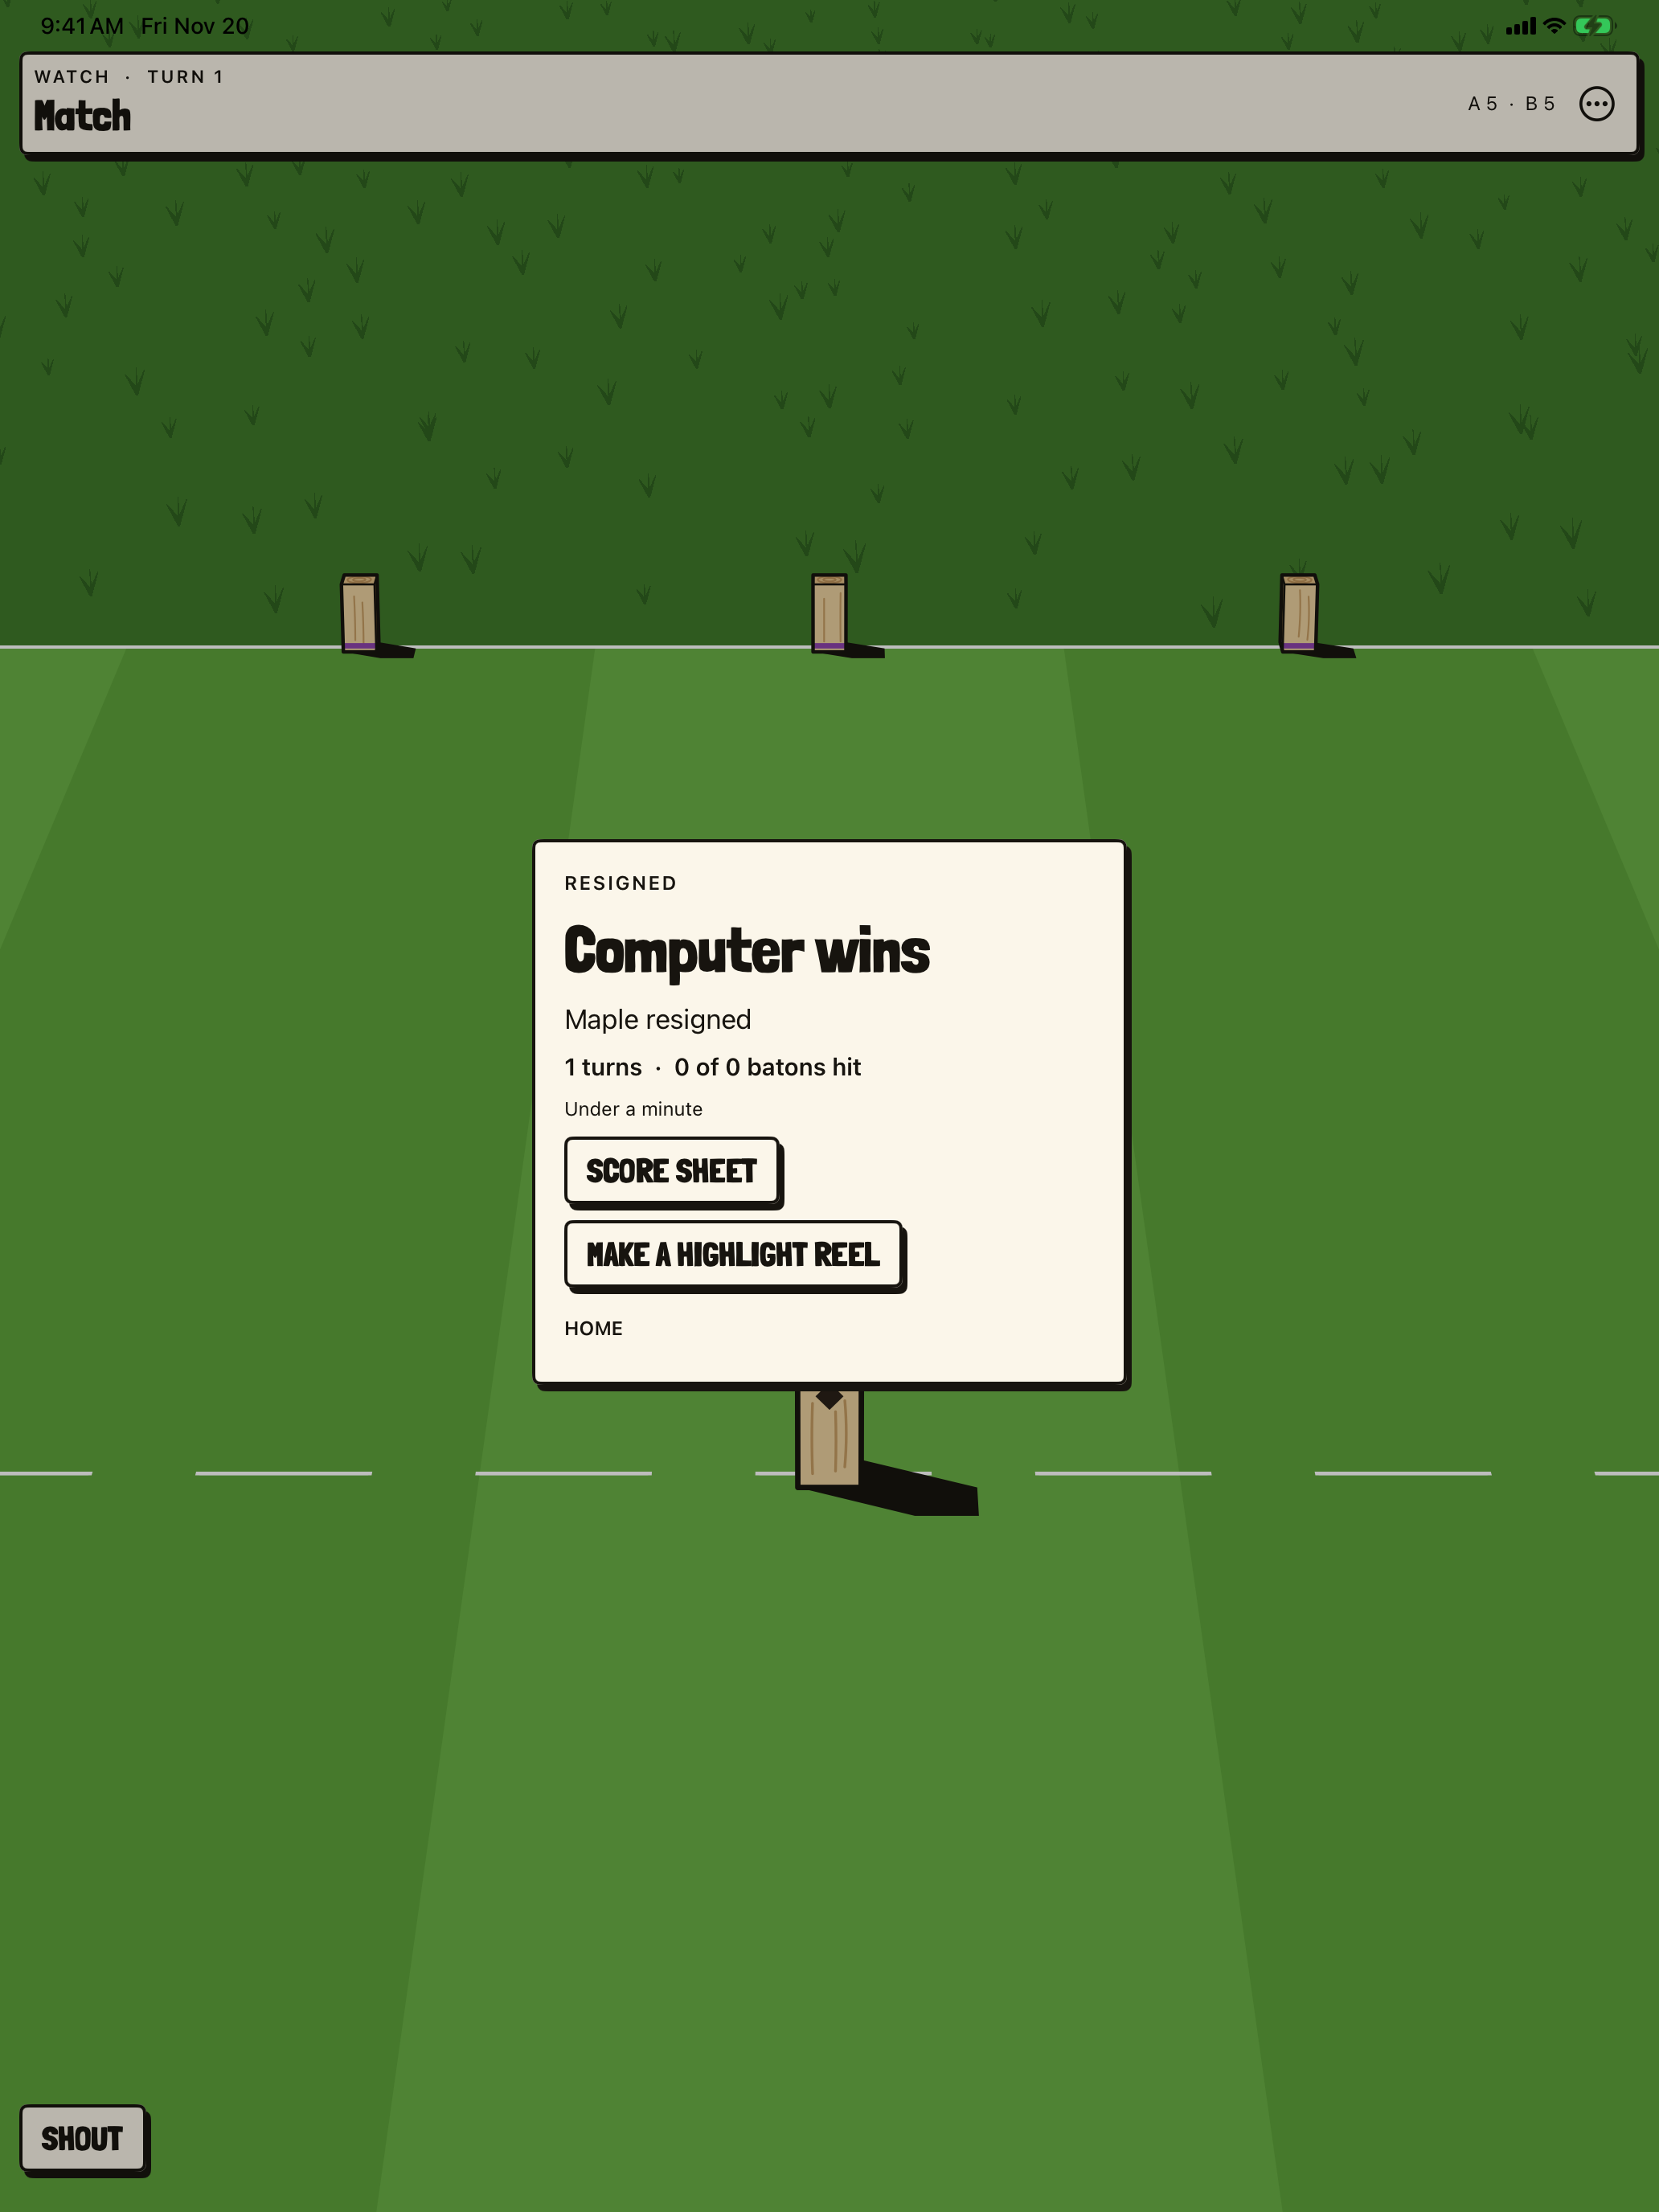 9:41 AM Fri Nov 20
WATCH · TURN 1
Match
A 5 · B 5
RESIGNED
Computer wins
Maple resigned
1 turns · 0 of 0 batons hit
Under a minute
SCORE SHEET
MAKE A HIGHLIGHT REEL
HOME
SHOUT